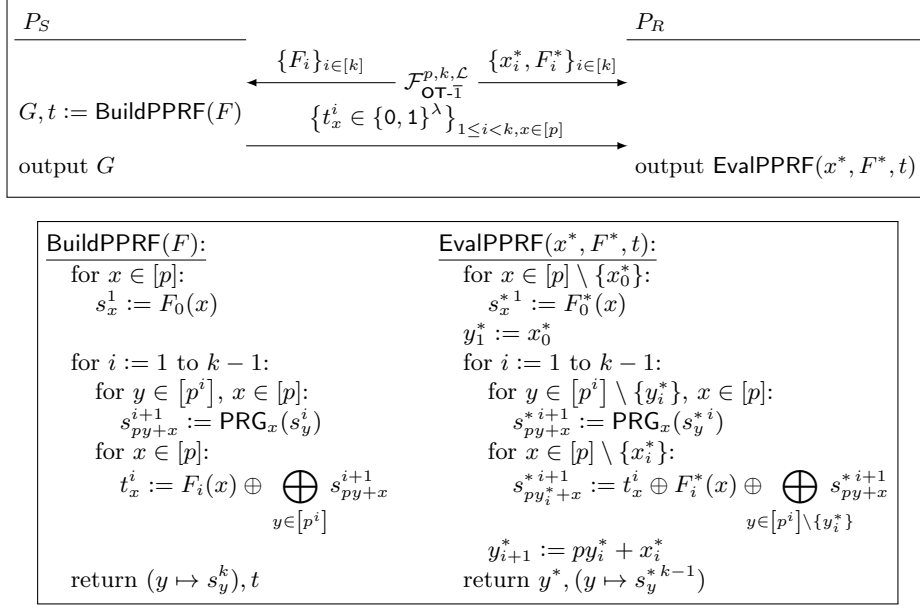 P_S P_R
{F_i}_{i∈[k]} {x_i^*, F_i^*}_{i∈[k]}
F_{OT-\overline{1}}^{p,k,L}
G, t := BuildPPRF(F) {t_x^i ∈ {0, 1}^λ}_{1≤i<k,x∈[p]}
output G output EvalPPRF(x^*, F^*, t)
BuildPPRF(F): EvalPPRF(x^*, F^*, t):
for x ∈ [p]: for x ∈ [p] \ {x_0^*}:
s_x^1 := F_0(x) s_x^{* 1} := F_0^*(x)
y_1^* := x_0^*
for i := 1 to k − 1: for i := 1 to k − 1:
for y ∈ [p^i], x ∈ [p]: for y ∈ [p^i] \ {y_i^*}, x ∈ [p]:
s_{py+x}^{i+1} := PRG_x(s_y^i) s_{py+x}^{* i+1} := PRG_x(s_y^{* i})
for x ∈ [p]: for x ∈ [p] \ {x_i^*}:
t_x^i := F_i(x) ⊕ ⨁_{y∈[p^i]} s_{py+x}^{i+1} s_{py_i^*+x}^{* i+1} := t_x^i ⊕ F_i^*(x) ⊕ ⨁_{y∈[p^i]\{y_i^*}} s_{py+x}^{* i+1}
y_{i+1}^* := py_i^* + x_i^*
return (y ↦ s_y^k), t return y^*, (y ↦ s_y^{* k−1})